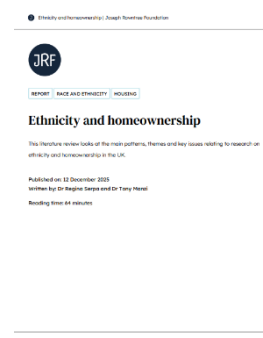 Ethnicity and homeownership | Joseph Rowntree Foundation
JRF
REPORT RACE AND ETHNICITY HOUSING
Ethnicity and homeownership
This literature review looks at the main patterns, themes and key issues relating to research on
ethnicity and homeownership in the UK.
Published on: 12 December 2025
Written by: Dr Regina Serpa and Dr Tony Manzi
Reading time: 64 minutes